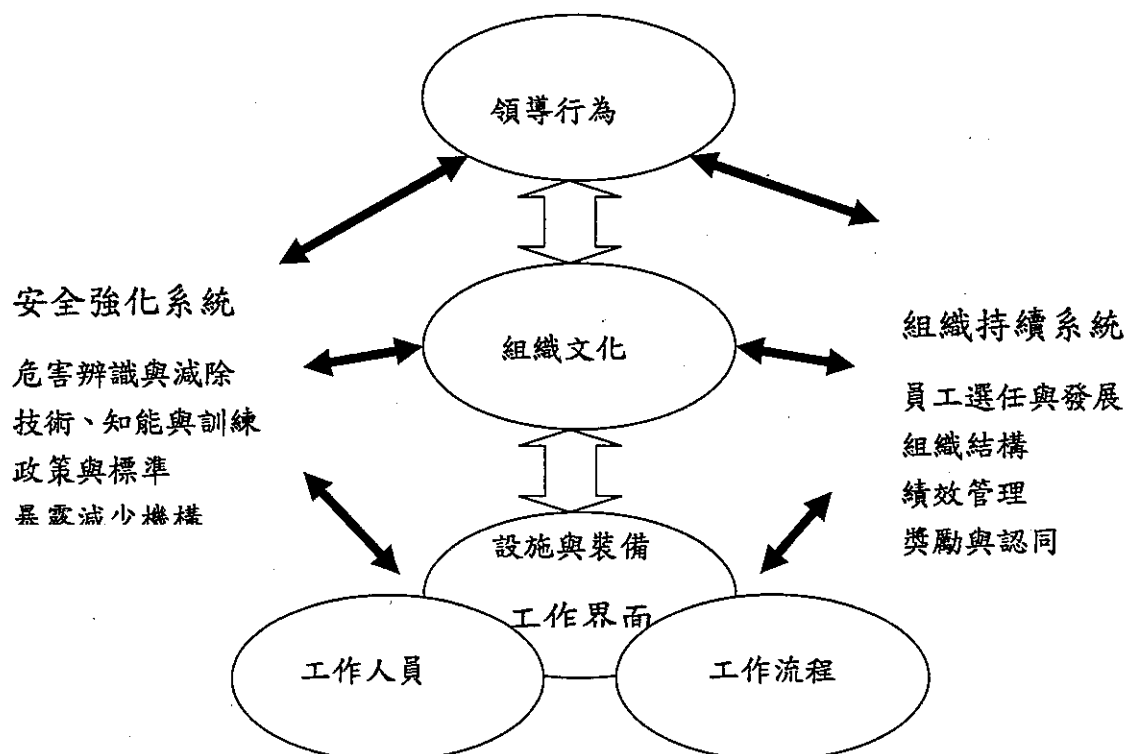 領導行為
安全強化系統
危害辨識與減除
技術、知能與訓練
政策與標準
暴露減少機構
組織文化
組織持續系統
員工選任與發展
組織結構
績效管理
獎勵與認同
設施與裝備
工作界面
工作人員
工作流程